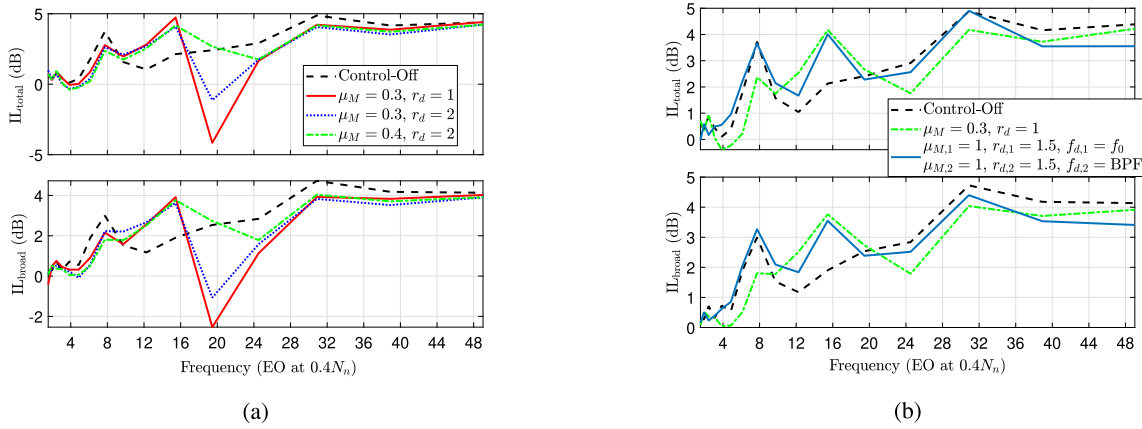 5
0
5
IL_total (dB)
Control-Off
μ_M = 0.3, r_d = 1
μ_M = 0.3, r_d = 2
μ_M = 0.4, r_d = 2
4
2
0
-2
IL_broad (dB)
4 8 12 16 20 24 28 32 36 40 44 48
Frequency (EO at 0.4N_n)
(a)
5
4
3
2
1
0
IL_total (dB)
Control-Off
μ_M = 0.3, r_d = 1
μ_M,1 = 1, r_d,1 = 1.5, f_d,1 = f_0
μ_M,2 = 1, r_d,2 = 1.5, f_d,2 = BPF
5
4
3
2
1
0
IL_broad (dB)
4 8 12 16 20 24 28 32 36 40 44 48
Frequency (EO at 0.4N_n)
(b)